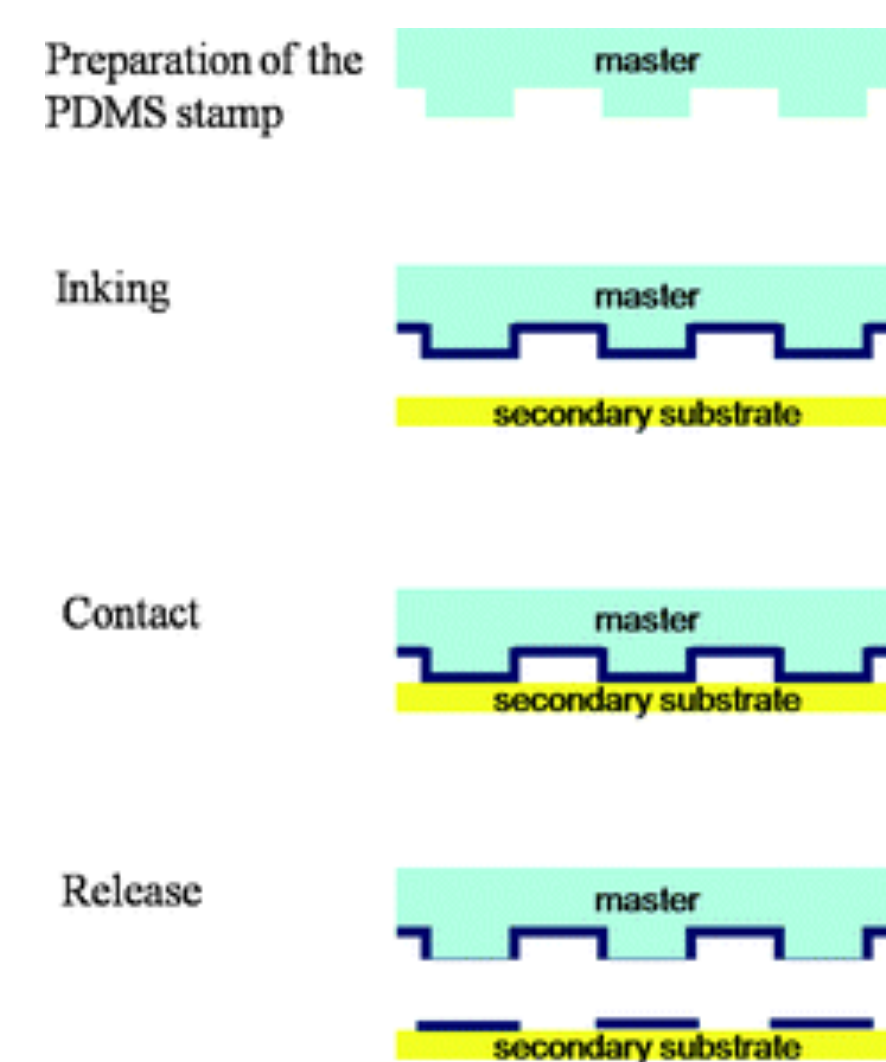 Preparation of the
PDMS stamp
master
Inking
master
secondary substrate
Contact
master
secondary substrate
Release
master
secondary substrate